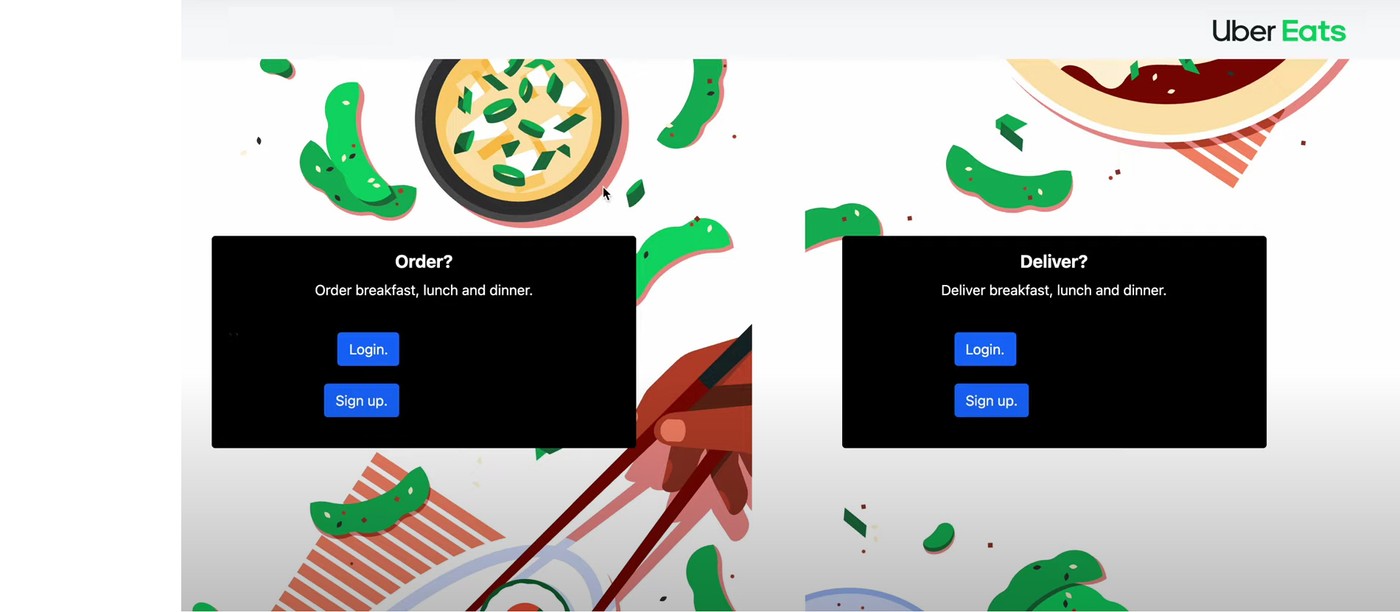 Uber Eats
Order?
Order breakfast, lunch and dinner.
Login.
Sign up.
Deliver?
Deliver breakfast, lunch and dinner.
Login.
Sign up.